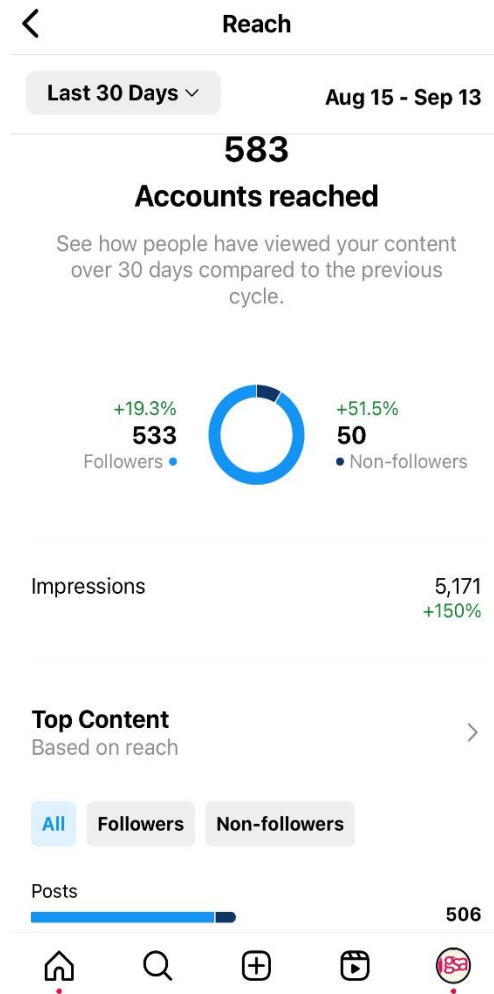 Reach
Last 30 Days
Aug 15 - Sep 13
583
Accounts reached
See how people have viewed your content
over 30 days compared to the previous
cycle.
+19.3%
533
Followers
+51.5%
50
Non-followers
Impressions
5,171
+150%
Top Content
Based on reach
All
Followers
Non-followers
Posts
506
gsa